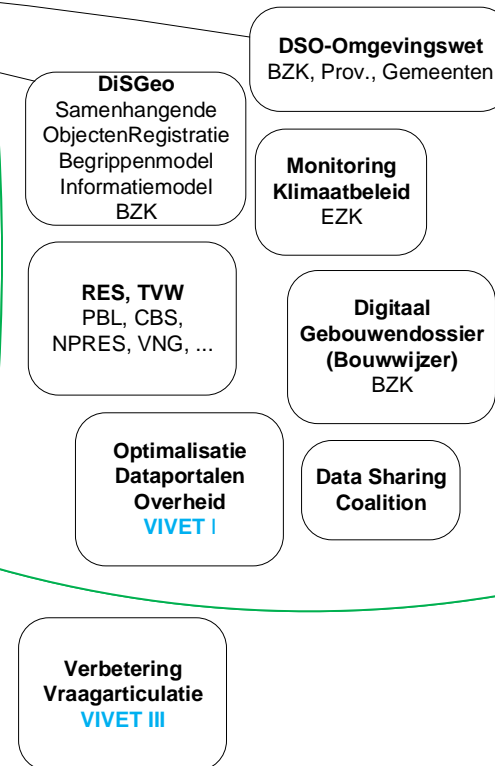 DSO-Omgevingswet
BZK, Prov., Gemeenten
DiSGeo
Samenhangende
ObjectenRegistratie
Begrippenmodel
Informatiemodel
BZK
Monitoring
Klimaatbeleid
EZK
RES, TVW
PBL, CBS,
NPRES, VNG, ...
Digitaal
Gebouwendossier
(Bouwwijzer)
BZK
Optimalisatie
Dataportalen
Overheid
VIVET I
Data Sharing
Coalition
Verbetering
Vraagarticulatie
VIVET III